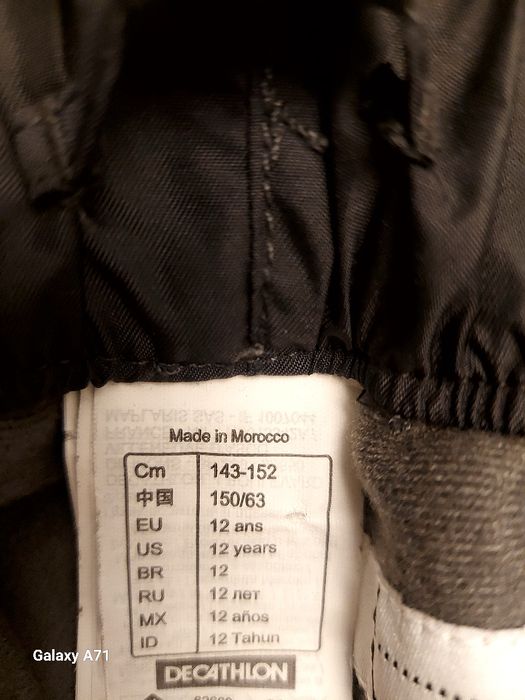 Made in Morocco
Cm 143-152
中国 150/63
EU 12 ans
US 12 years
BR 12
RU 12 лет
MX 12 años
ID 12 Tahun
DECATHLON
Galaxy A71